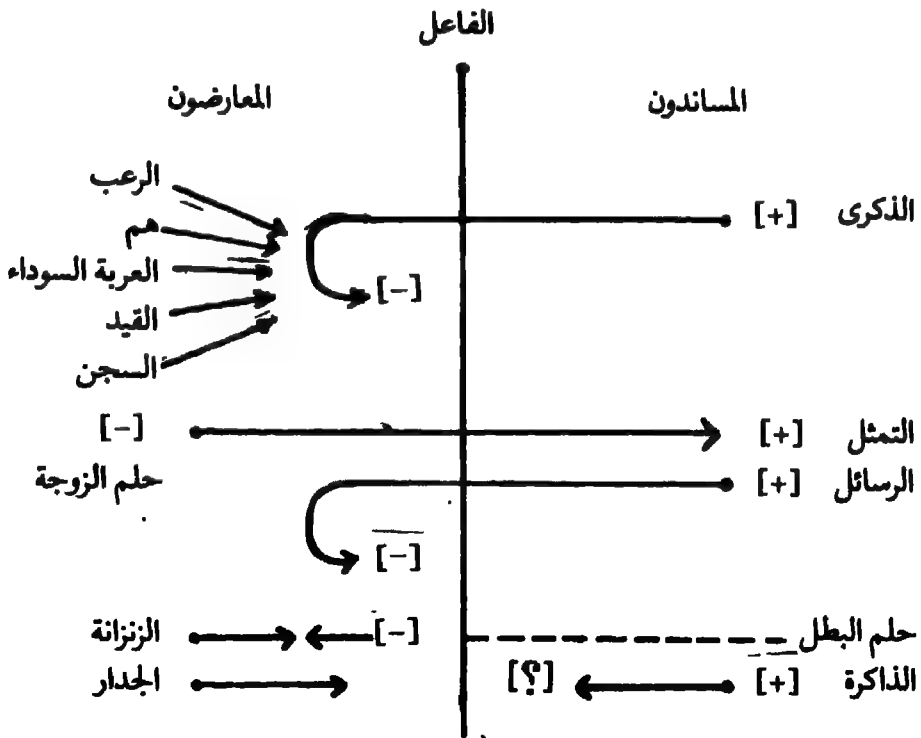 الفاعل
المساندون المعارضون
الرعب
الذكرى [+]
هم
العربة السوداء
[-]
القيد
السجن
التمثل [+] [-]
الرسائل [+] حلم الزوجة
[-]
حلم البطل [-] الزنزانة
الذاكرة [+] [؟] الجدار